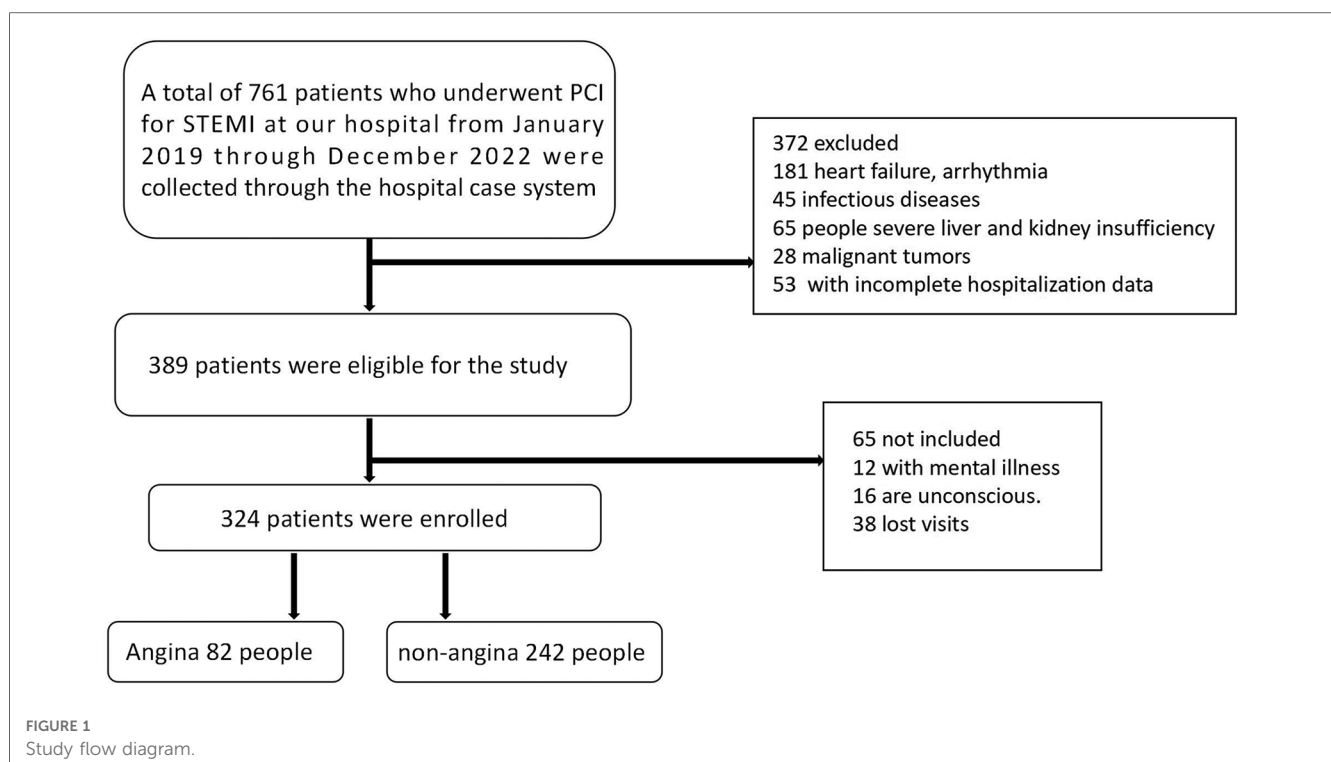 A total of 761 patients who underwent PCI
for STEMI at our hospital from January
2019 through December 2022 were
collected through the hospital case system
372 excluded
181 heart failure, arrhythmia
45 infectious diseases
65 people severe liver and kidney insufficiency
28 malignant tumors
53 with incomplete hospitalization data
389 patients were eligible for the study
65 not included
12 with mental illness
16 are unconscious.
38 lost visits
324 patients were enrolled
Angina 82 people
non-angina 242 people
FIGURE 1
Study flow diagram.